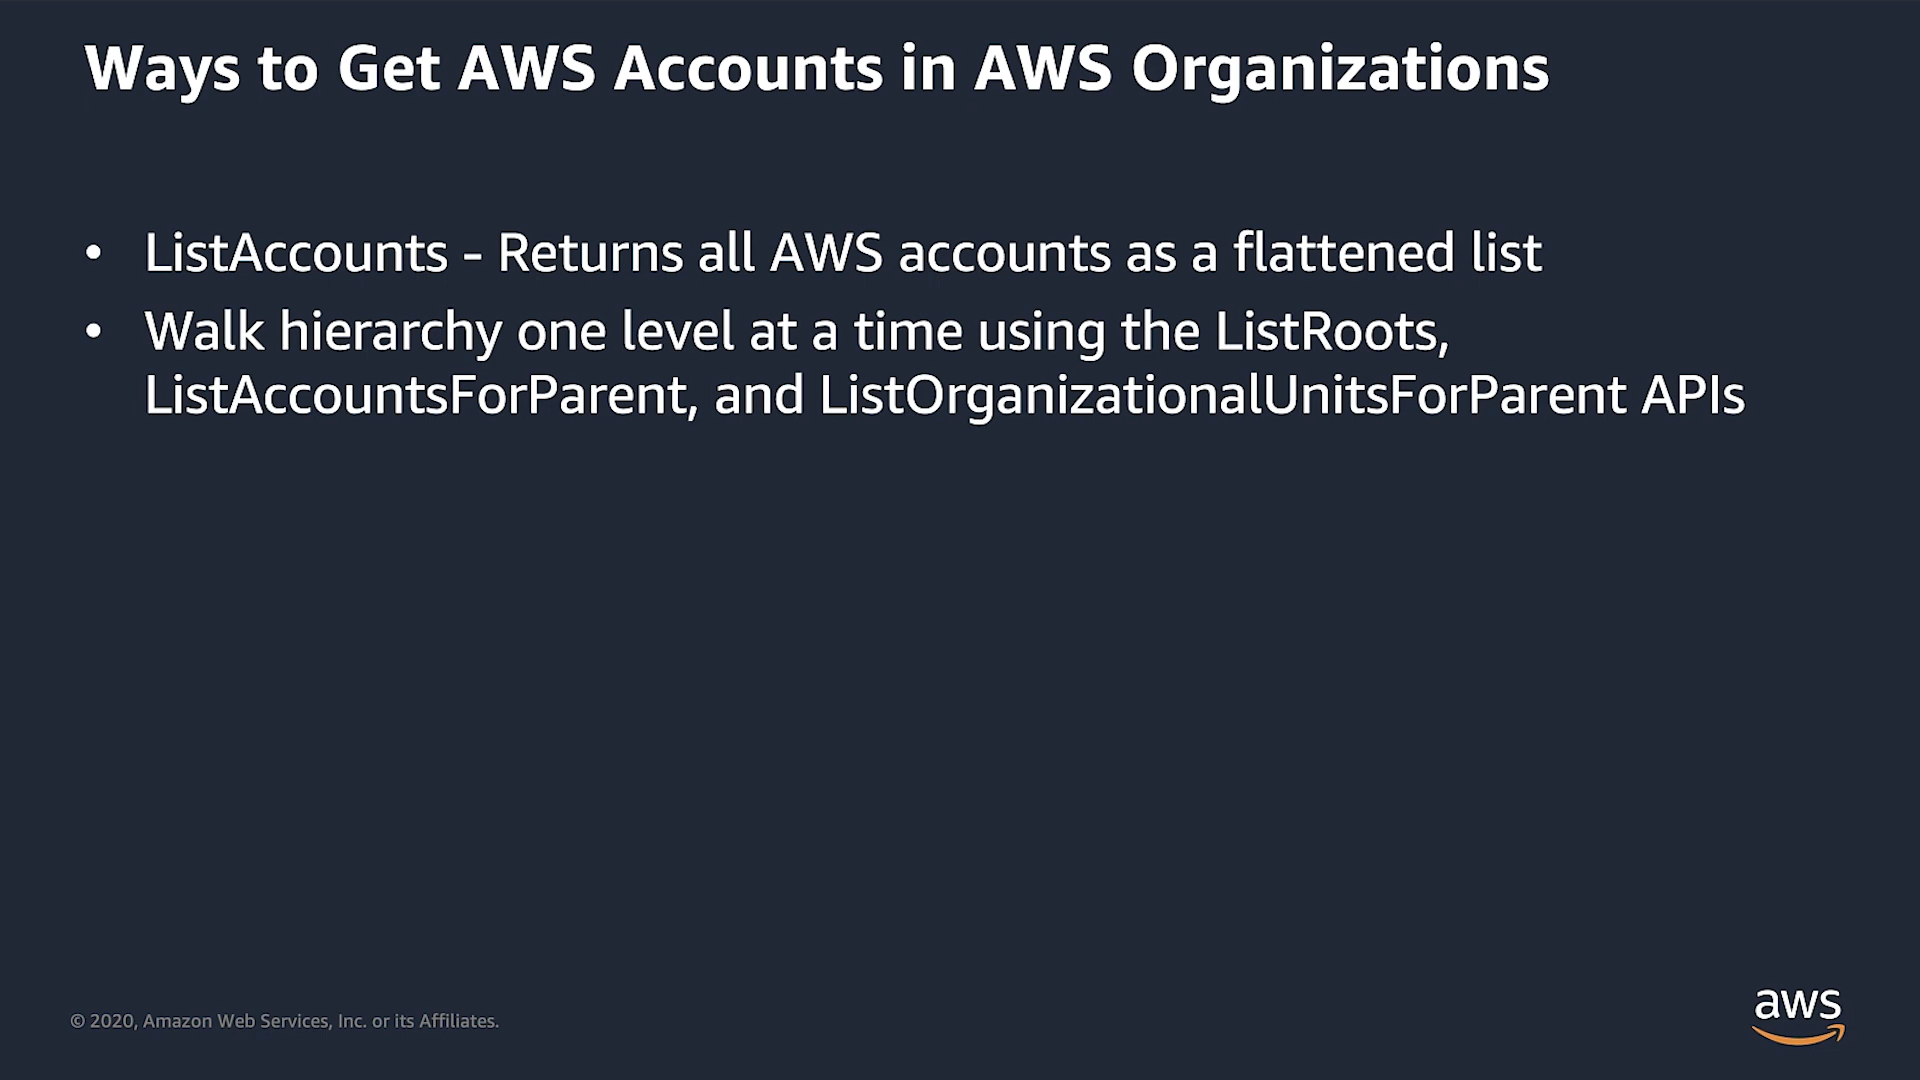 Ways to Get AWS Accounts in AWS Organizations
• ListAccounts - Returns all AWS accounts as a flattened list
• Walk hierarchy one level at a time using the ListRoots,
ListAccountsForParent, and ListOrganizationalUnitsForParent APIs
© 2020, Amazon Web Services, Inc. or its Affiliates.
aws